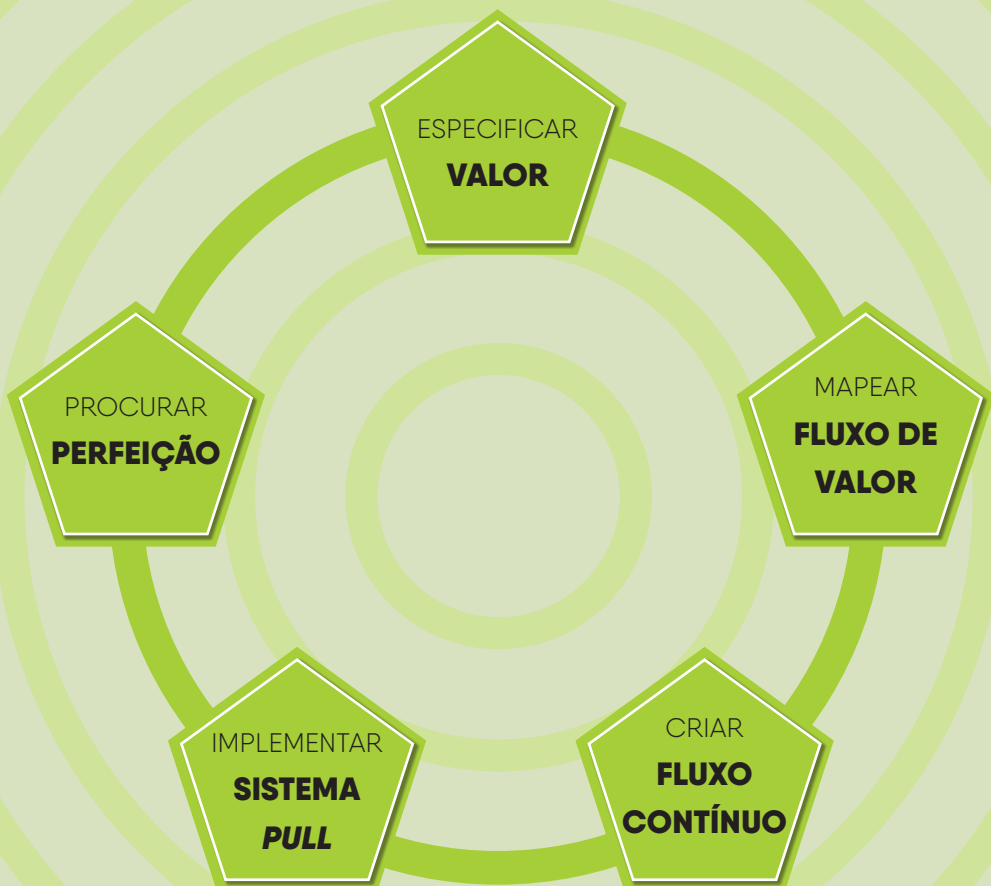 ESPECIFICAR
VALOR
MAPEAR
FLUXO DE
VALOR
CRIAR
FLUXO
CONTÍNUO
IMPLEMENTAR
SISTEMA
PULL
PROCURAR
PERFEIÇÃO